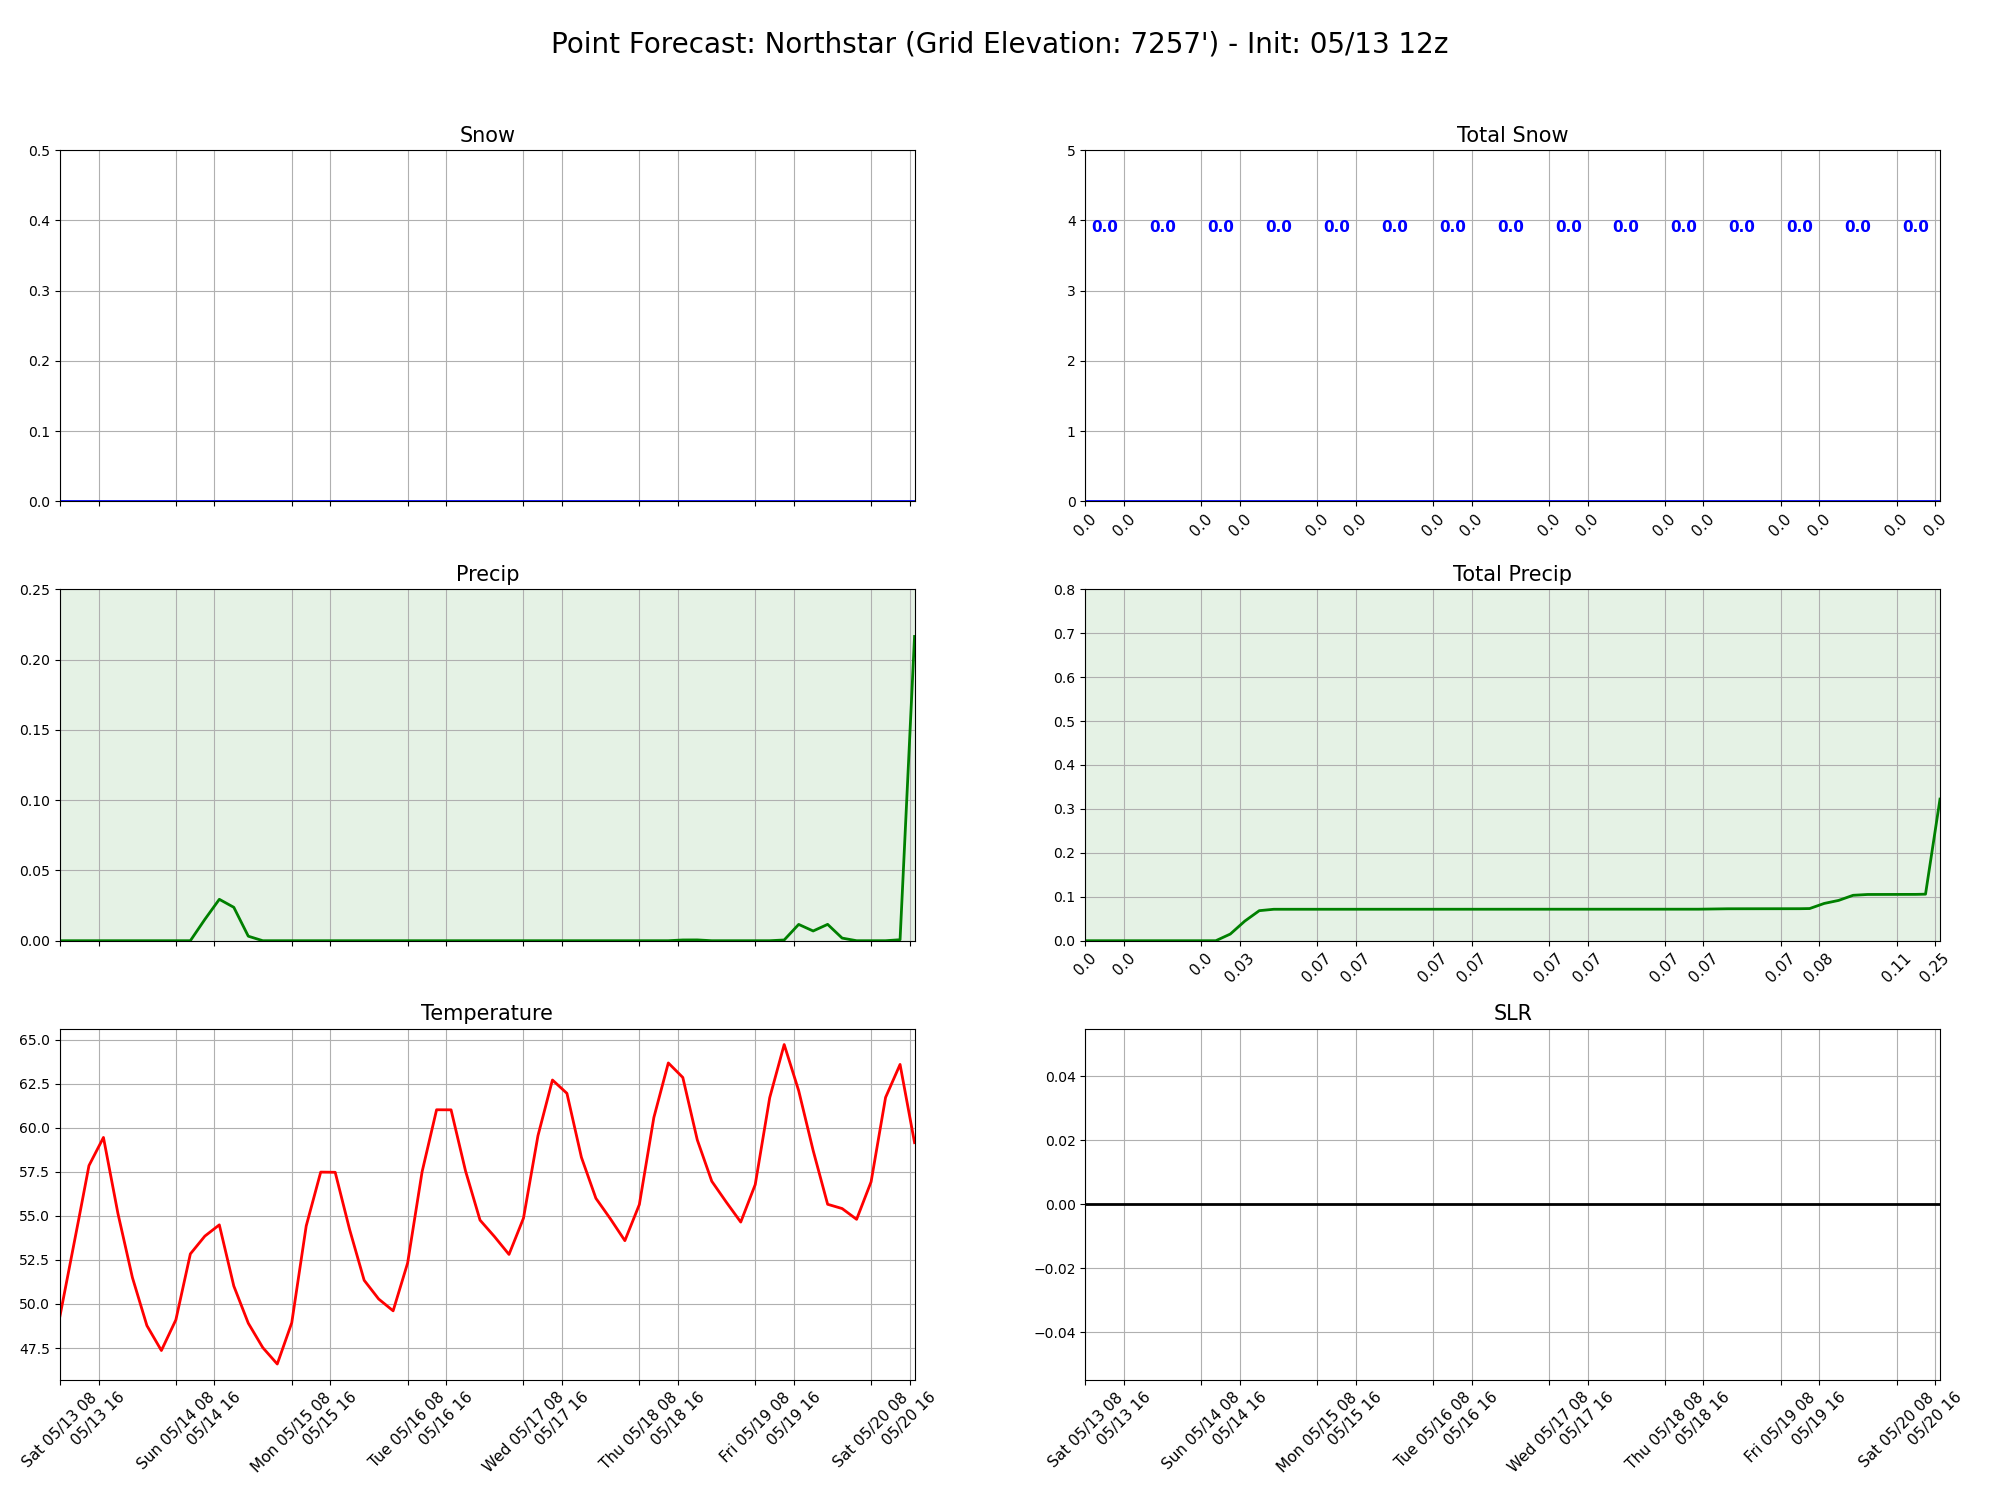 Point Forecast: Northstar (Grid Elevation: 7257') - Init: 05/13 12z
Snow
0.5
0.4
0.3
0.2
0.1
0.0
Total Snow
5
4
3
2
1
0
0.0 0.0 0.0 0.0 0.0 0.0 0.0 0.0 0.0 0.0 0.0 0.0 0.0 0.0 0.0
0.0 0.0 0.0 0.0 0.0 0.0 0.0 0.0 0.0 0.0 0.0 0.0 0.0 0.0 0.0 0.0
Precip
0.25
0.20
0.15
0.10
0.05
0.00
Total Precip
0.8
0.7
0.6
0.5
0.4
0.3
0.2
0.1
0.0
0.0 0.0 0.0 0.03 0.07 0.07 0.07 0.07 0.07 0.07 0.07 0.07 0.07 0.08 0.11 0.25
Temperature
65.0
62.5
60.0
57.5
55.0
52.5
50.0
47.5
Sat 05/13 08
05/13 16
Sun 05/14 08
05/14 16
Mon 05/15 08
05/15 16
Tue 05/16 08
05/16 16
Wed 05/17 08
05/17 16
Thu 05/18 08
05/18 16
Fri 05/19 08
05/19 16
Sat 05/20 08
05/20 16
SLR
0.04
0.02
0.00
−0.02
−0.04
Sat 05/13 08
05/13 16
Sun 05/14 08
05/14 16
Mon 05/15 08
05/15 16
Tue 05/16 08
05/16 16
Wed 05/17 08
05/17 16
Thu 05/18 08
05/18 16
Fri 05/19 08
05/19 16
Sat 05/20 08
05/20 16